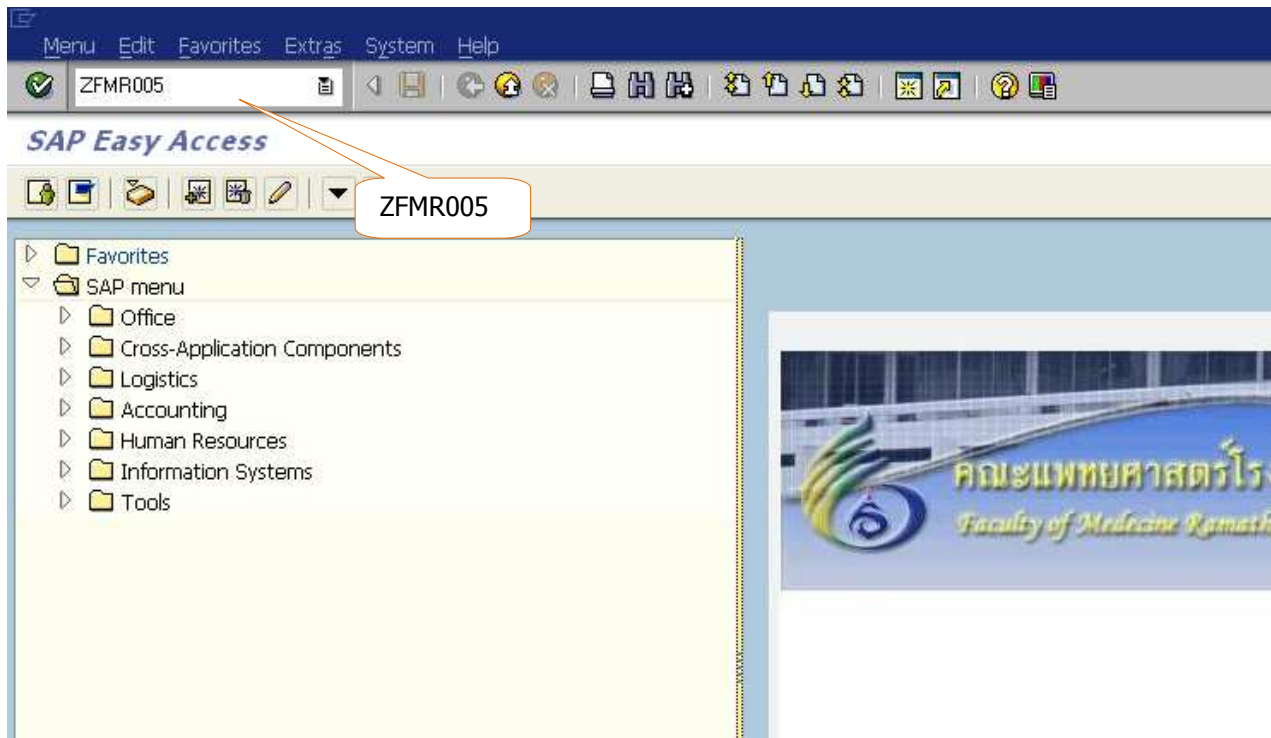 Menu Edit Favorites Extras System Help
ZFMR005
SAP Easy Access
ZFMR005
Favorites
SAP menu
Office
Cross-Application Components
Logistics
Accounting
Human Resources
Information Systems
Tools
คณะแพทยศาสตร์โรง
Faculty of Medicine Ramath